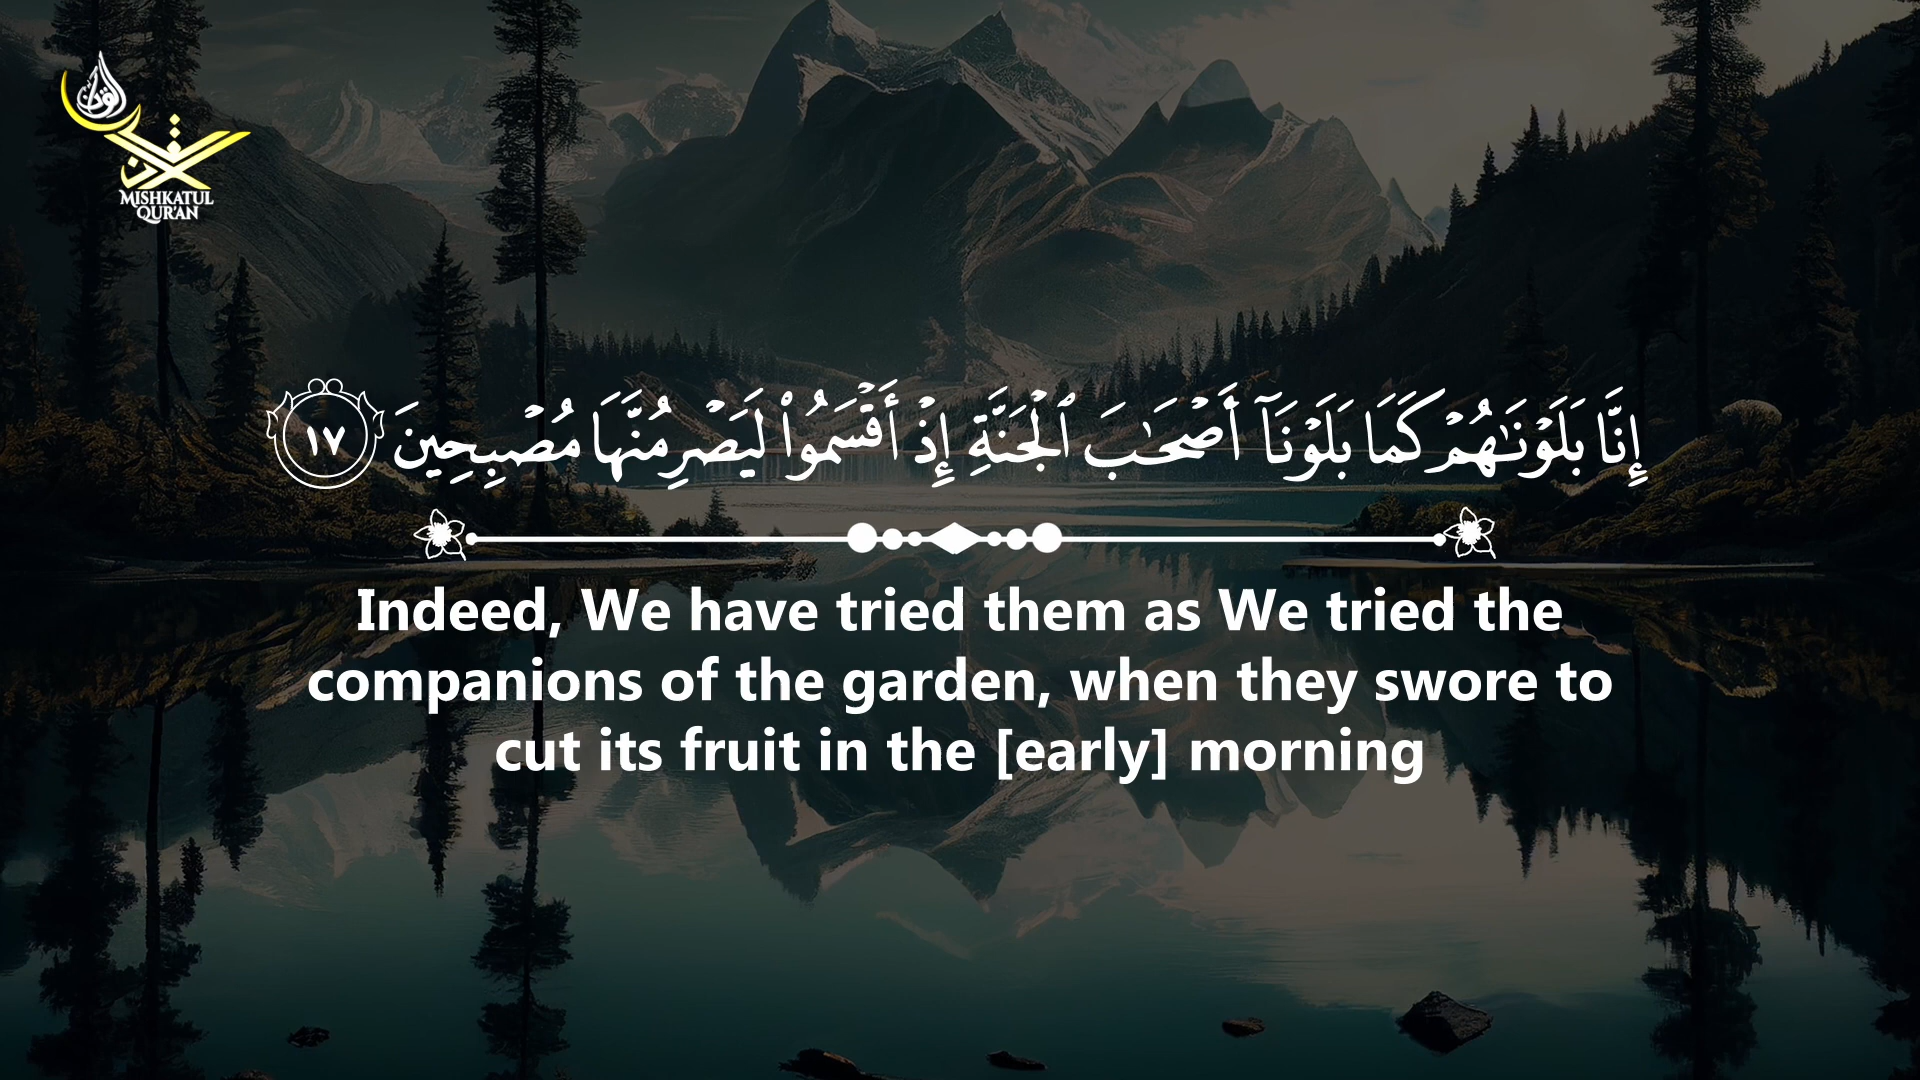 القرآن
MISHKATUL
QUR'AN
إِنَّا بَلَوْنَٰهُمْ كَمَا بَلَوْنَآ أَصْحَٰبَ ٱلْجَنَّةِ إِذْ أَقْسَمُوا۟ لَيَصْرِمُنَّهَا مُصْبِحِينَ ١٧
Indeed, We have tried them as We tried the
companions of the garden, when they swore to
cut its fruit in the [early] morning